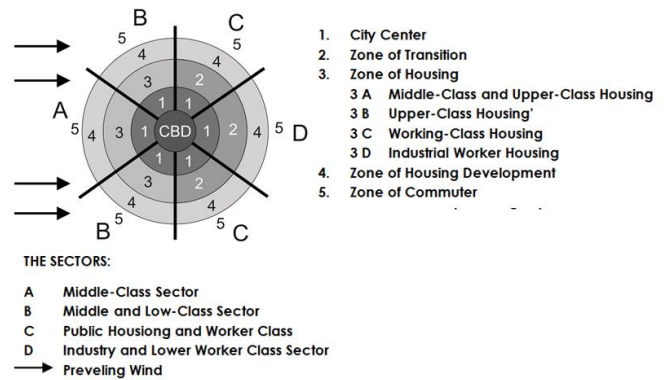 B
C
5
5
4
4
3
2
1
1
A
5
4
3
1
CBD
1
2
4
5
D
1
1
3
2
4
4
5
5
B
C
1. City Center
2. Zone of Transition
3. Zone of Housing
3 A Middle-Class and Upper-Class Housing
3 B Upper-Class Housing'
3 C Working-Class Housing
3 D Industrial Worker Housing
4. Zone of Housing Development
5. Zone of Commuter
THE SECTORS:
A Middle-Class Sector
B Middle and Low-Class Sector
C Public Housiong and Worker Class
D Industry and Lower Worker Class Sector
Preveling Wind